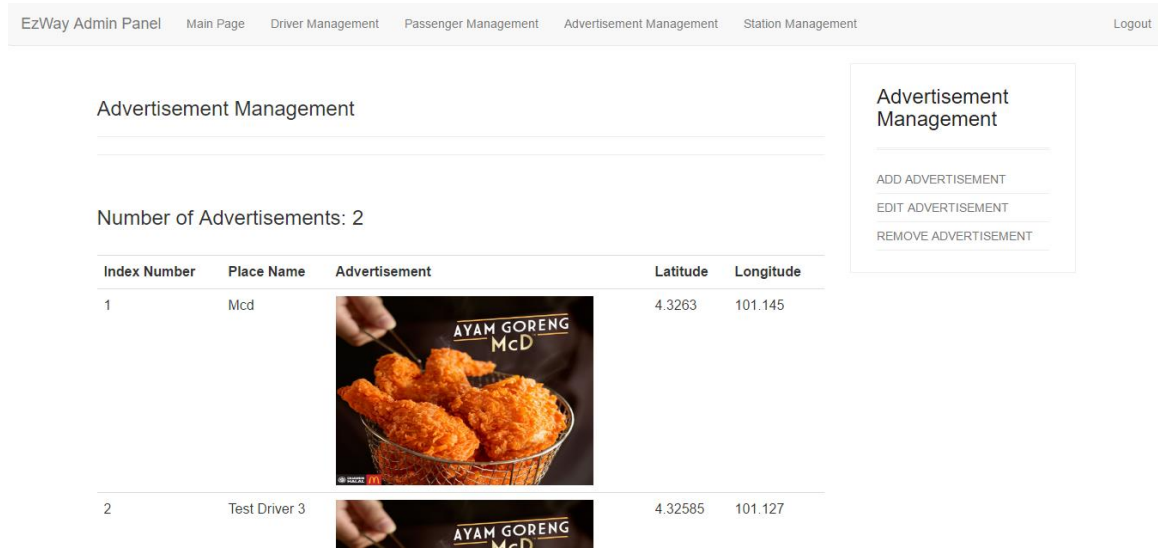 EzWay Admin Panel Main Page Driver Management Passenger Management Advertisement Management Station Management Logout
Advertisement Management
Number of Advertisements: 2
Index Number Place Name Advertisement Latitude Longitude
1 Mcd 4.3263 101.145
AYAM GORENG
McD
2 Test Driver 3 4.32585 101.127
AYAM GORENG
McD
Advertisement
Management
ADD ADVERTISEMENT
EDIT ADVERTISEMENT
REMOVE ADVERTISEMENT